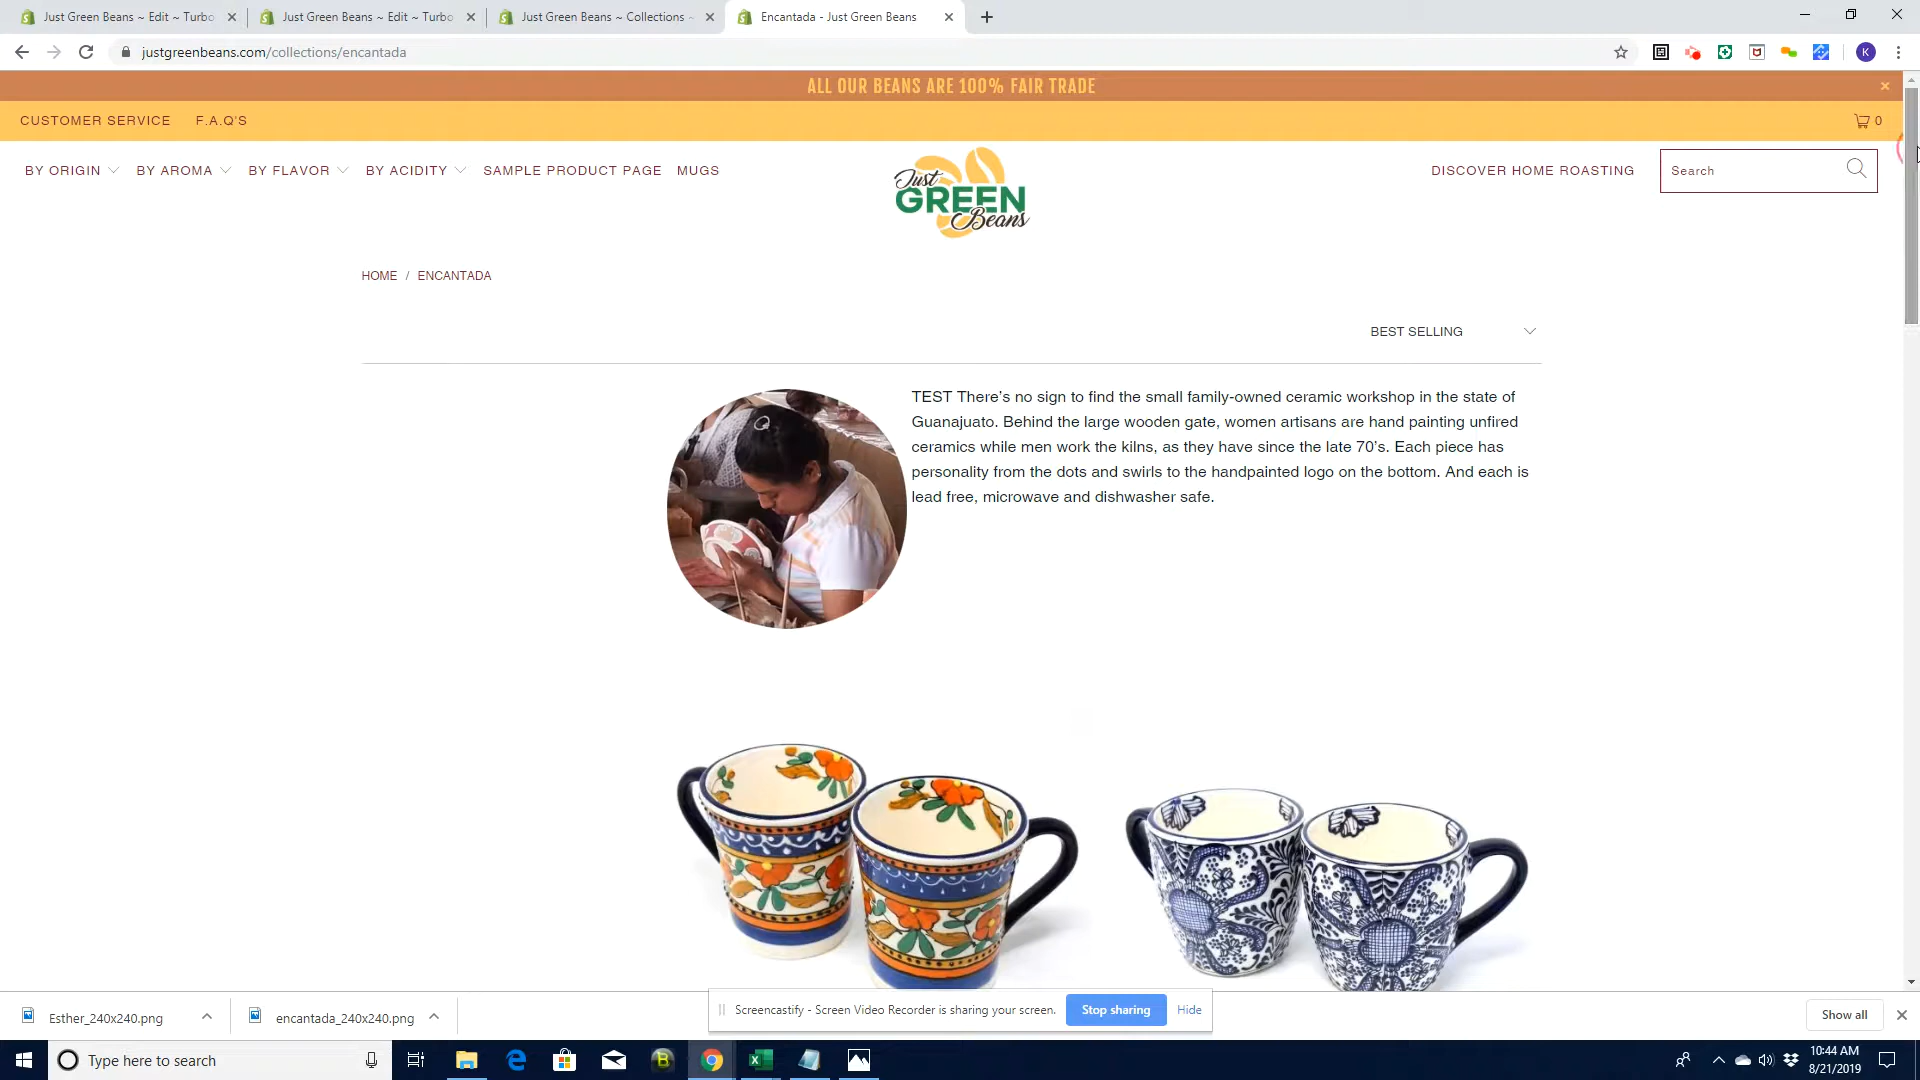 Just Green Beans ~ Edit ~ Turbo
Just Green Beans ~ Edit ~ Turbo
Just Green Beans ~ Collections ~
Encantada - Just Green Beans
justgreenbeans.com/collections/encantada
K
ALL OUR BEANS ARE 100% FAIR TRADE
CUSTOMER SERVICE F.A.Q'S
0
BY ORIGIN BY AROMA BY FLAVOR BY ACIDITY SAMPLE PRODUCT PAGE MUGS
Just
GREEN
Beans
DISCOVER HOME ROASTING
Search
HOME / ENCANTADA
BEST SELLING
TEST There’s no sign to find the small family-owned ceramic workshop in the state of
Guanajuato. Behind the large wooden gate, women artisans are hand painting unfired
ceramics while men work the kilns, as they have since the late 70’s. Each piece has
personality from the dots and swirls to the handpainted logo on the bottom. And each is
lead free, microwave and dishwasher safe.
Esther_240x240.png
encantada_240x240.png
Screencastify - Screen Video Recorder is sharing your screen.
Stop sharing
Hide
Show all
Type here to search
10:44 AM
8/21/2019